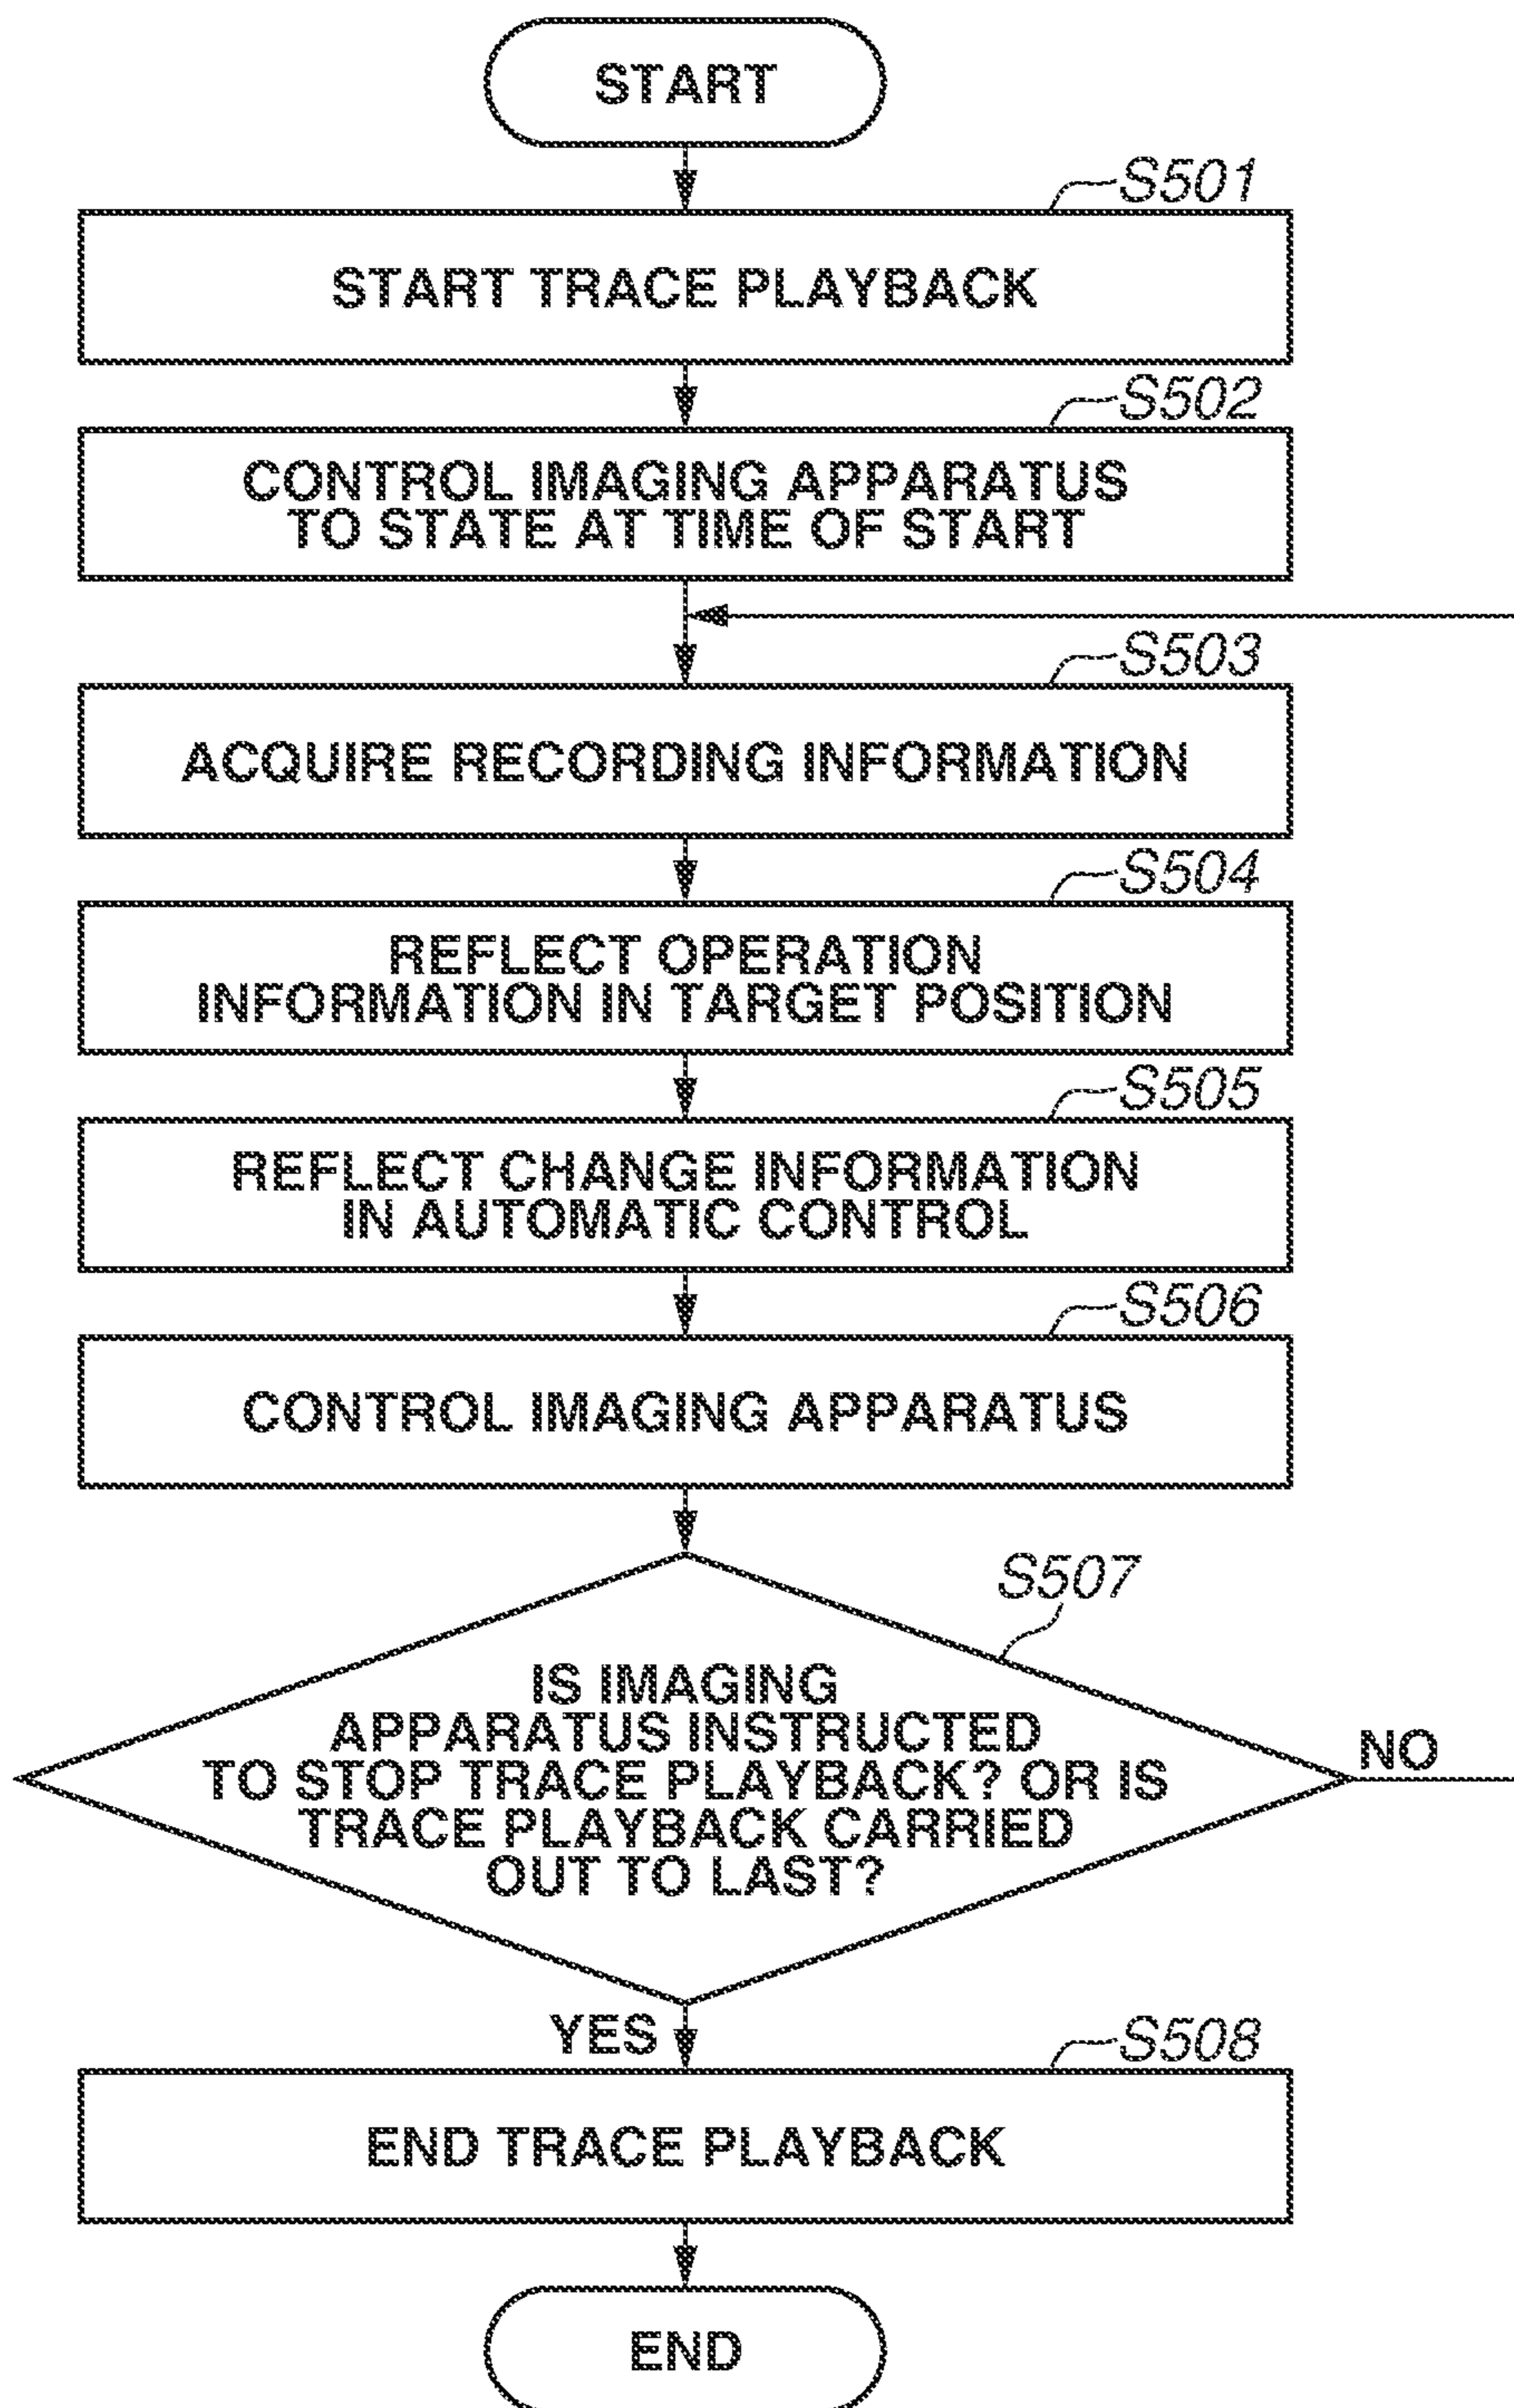 START
S501
START TRACE PLAYBACK
S502
CONTROL IMAGING APPARATUS
TO STATE AT TIME OF START
S503
ACQUIRE RECORDING INFORMATION
S504
REFLECT OPERATION
INFORMATION IN TARGET POSITION
S505
REFLECT CHANGE INFORMATION
IN AUTOMATIC CONTROL
S506
CONTROL IMAGING APPARATUS
S507
IS IMAGING
APPARATUS INSTRUCTED
TO STOP TRACE PLAYBACK? OR IS
TRACE PLAYBACK CARRIED
OUT TO LAST?
NO
YES
S508
END TRACE PLAYBACK
END